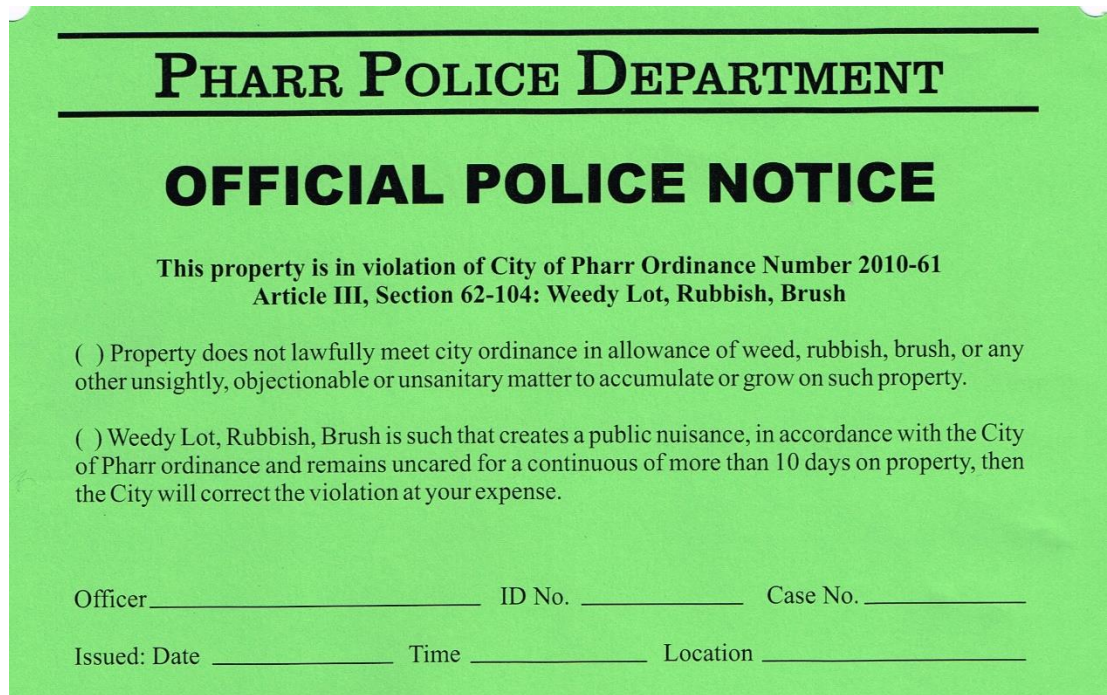 PHARR POLICE DEPARTMENT
OFFICIAL POLICE NOTICE
This property is in violation of City of Pharr Ordinance Number 2010-61
Article III, Section 62-104: Weedy Lot, Rubbish, Brush
( ) Property does not lawfully meet city ordinance in allowance of weed, rubbish, brush, or any
other unsightly, objectionable or unsanitary matter to accumulate or grow on such property.
( ) Weedy Lot, Rubbish, Brush is such that creates a public nuisance, in accordance with the City
of Pharr ordinance and remains uncared for a continuous of more than 10 days on property, then
the City will correct the violation at your expense.
Officer ID No. Case No.
Issued: Date Time Location